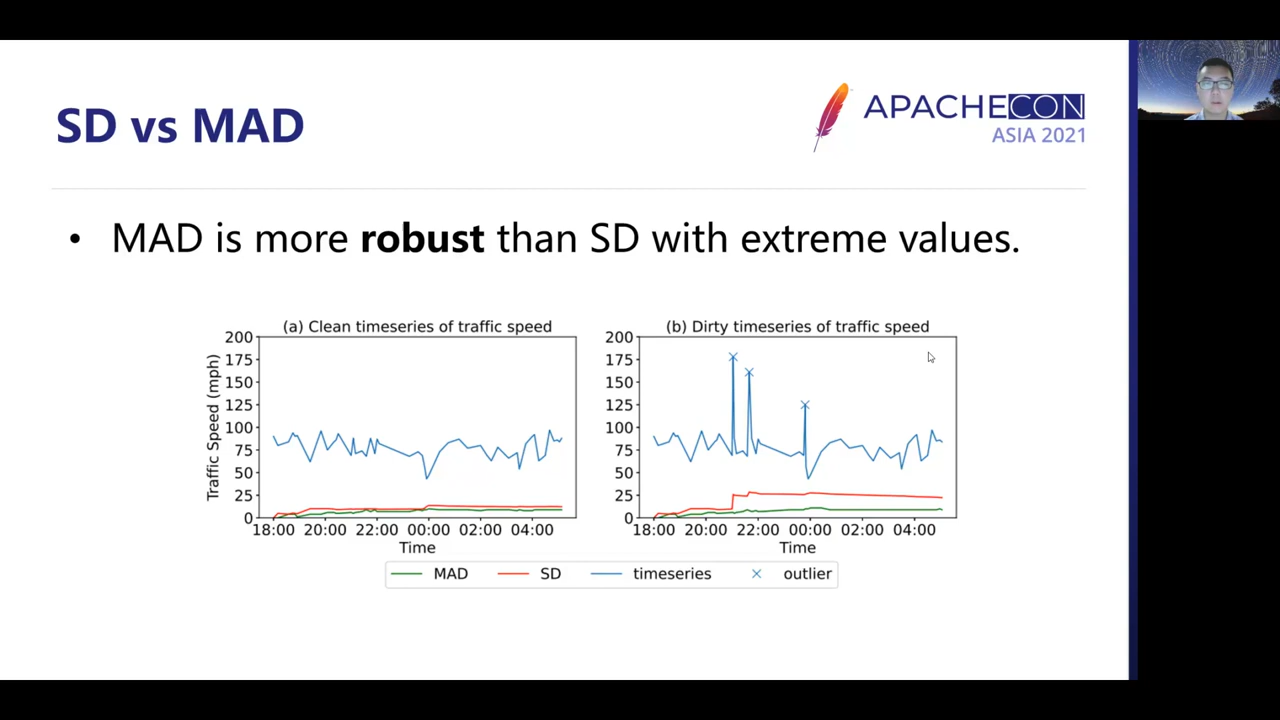 SD vs MAD
APACHECON
ASIA 2021
• MAD is more robust than SD with extreme values.
(a) Clean timeseries of traffic speed
200
175
150
125
100
75
50
25
0
Traffic Speed (mph)
18:00 20:00 22:00 00:00 02:00 04:00
Time
(b) Dirty timeseries of traffic speed
200
175
150
125
100
75
50
25
0
18:00 20:00 22:00 00:00 02:00 04:00
Time
MAD SD timeseries outlier